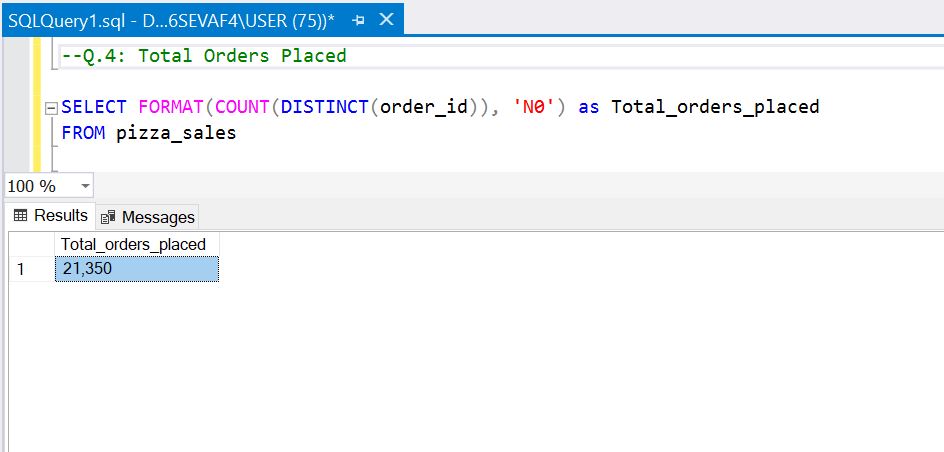 SQLQuery1.sql - D...6SEVAF4\USER (75))*
--Q.4: Total Orders Placed
SELECT FORMAT(COUNT(DISTINCT(order_id)), 'N0') as Total_orders_placed
FROM pizza_sales
100 %
Results Messages
Total_orders_placed
1 21,350